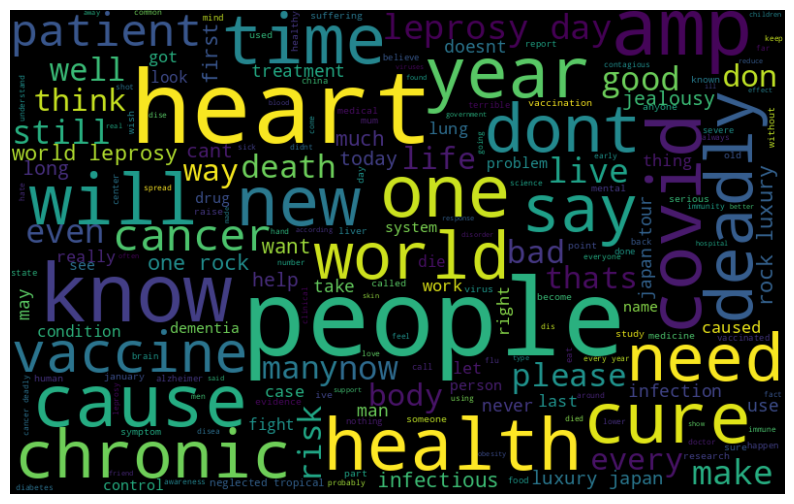 patient
time
leprosy day
amp
3may
common
mind
suffering
used
healthy
first
doesnt
believe
report
children
keep
far
well
got
look
treatment
china
year
good
don
jealousy
think
heart
found
contagious
known
reduce
effect
anyone
understand
shot
real
wish
blood
come
medical
mum
terrible
government
going
vaccination
severe
without
still
dont
covid
deadly
world leprosy
cant
sick
didnt
much
today
lung
life
problem
early
thing
always
old
long
way
death
live
science
mental
serious
hate
center
spread
drug
raise
day
will
new
one
say
system
immunity
better
even
cancer
want
liver
world
bad
response
according
hand
number
disorder
point
done
back
everyone
hospital
japan tour
rock luxury
really
see
one rock
die
thats
state
may
know
help
take
called
work
virus
right
become
name
skin
people
condition
dementia
feel
love
dis
study
medicine
caused
vaccinated
vaccine
brain
manynow
let
call
flu
type
eat
every year
need
please
human
january
alzheimer
said
men
case
ive
support
using
person
around
lower
show
fact
immune
cause
risk
body
evidence
nothing
someone
never
last
died
infection
doctor
use
cancer deadly
symptom
fight
man
cure
sure
happen
chronic
health
every
research
make
control
neglected tropical
part
probably
infectious
obesity
food
luxury japan
diabetes
awareness
friend